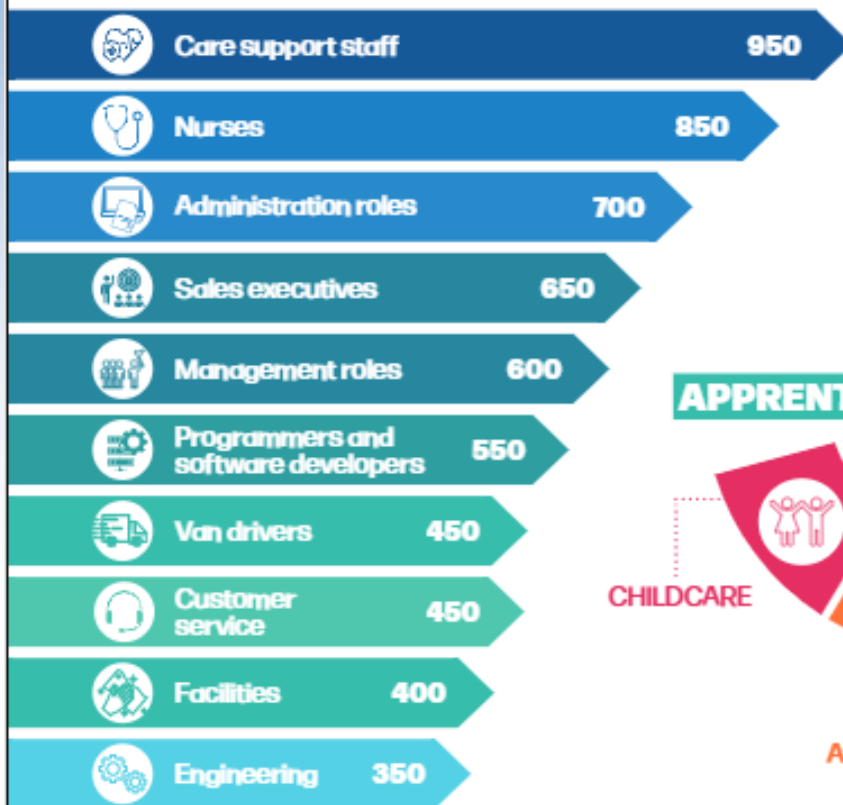 Care support staff 950
Nurses 850
Administration roles 700
Sales executives 650
Management roles 600
APPRENT
Programmers and
software developers 550
Van drivers 450
CHILDCARE
Customer
service 450
Facilities 400
A
Engineering 350